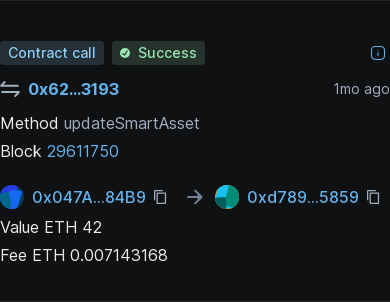 Contract call Success
0x62...3193 1mo ago
Method updateSmartAsset
Block 29611750
0x047A...84B9 0xd789...5859
Value ETH 42
Fee ETH 0.007143168